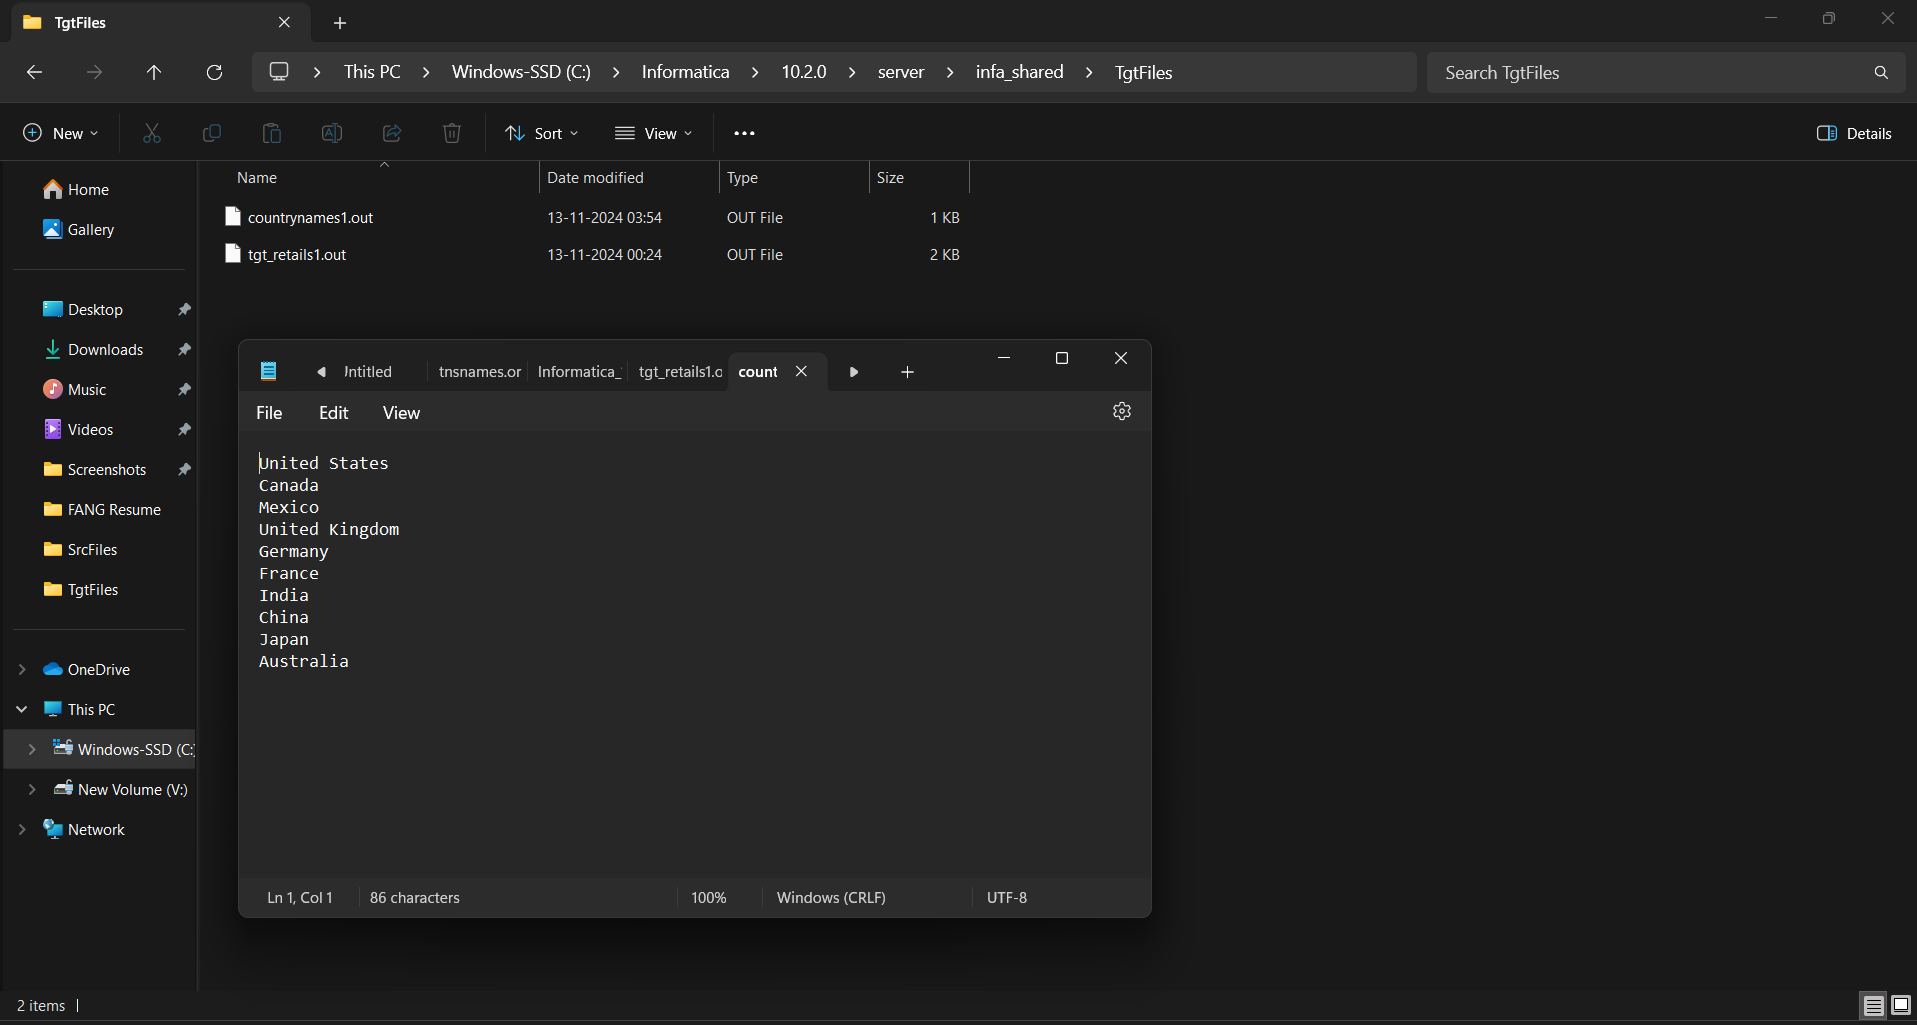 TgtFiles
This PC > Windows-SSD (C:) > Informatica > 10.2.0 > server > infa_shared > TgtFiles
Search TgtFiles
New
Sort
View
Details
Name Date modified Type Size
countrynames1.out 13-11-2024 03:54 OUT File 1 KB
tgt_retails1.out 13-11-2024 00:24 OUT File 2 KB
Home
Gallery
Desktop
Downloads
Music
Videos
Screenshots
FANG Resume
SrcFiles
TgtFiles
OneDrive
This PC
Windows-SSD (C:)
New Volume (V:)
Network
Untitled tnsnames.or Informatica_ tgt_retails1.o count
File Edit View
United States
Canada
Mexico
United Kingdom
Germany
France
India
China
Japan
Australia
Ln 1, Col 1 86 characters 100% Windows (CRLF) UTF-8
2 items